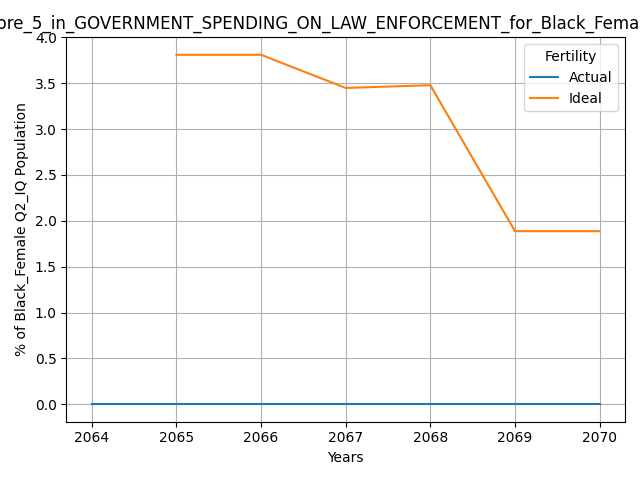 ore_5_in_GOVERNMENT_SPENDING_ON_LAW_ENFORCEMENT_for_Black_Fema
4.0
3.5
3.0
2.5
2.0
1.5
1.0
0.5
0.0
% of Black_Female Q2_IQ Population
Fertility
Actual
Ideal
2064 2065 2066 2067 2068 2069 2070
Years